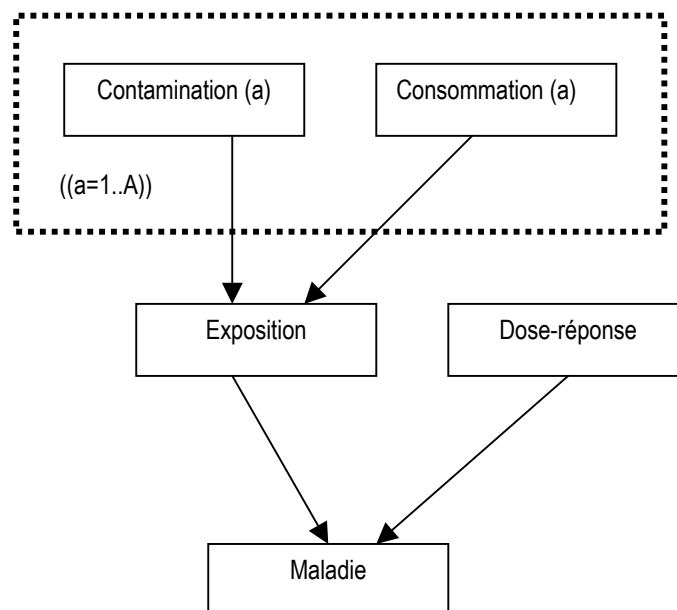 Contamination (a)
Consommation (a)
((a=1..A))
Exposition
Dose-réponse
Maladie